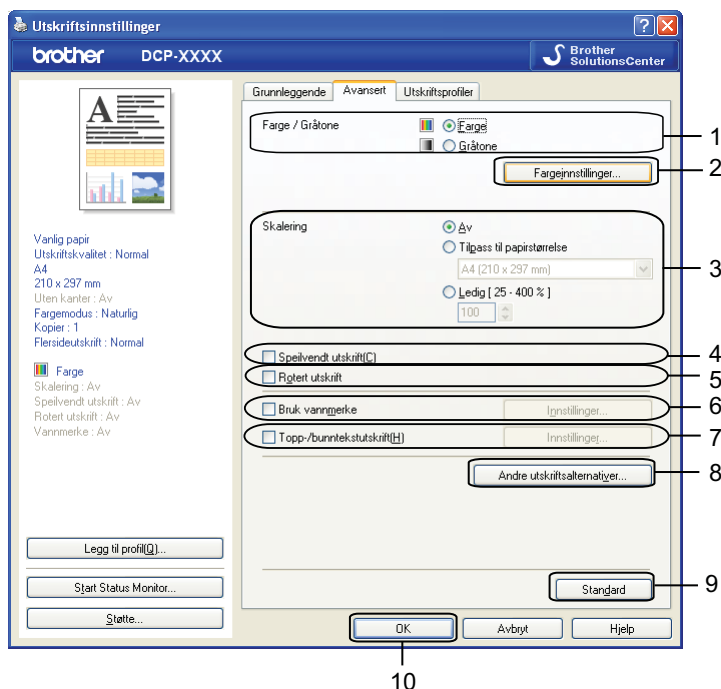 Utskriftsinnstillinger
brother DCP-XXXX
Brother
SolutionsCenter
Grunnleggende Avansert Utskriftsprofiler
Farge / Gråtone Farge
Gråtone
1
Fargeinnstillinger...
2
Skalering Av
Tilpass til papirstørrelse
A4 (210 x 297 mm)
Ledig [ 25 - 400 % ]
100
3
Speilvendt utskrift(C)
4
Rotert utskrift
5
Bruk vannmerke Innstillinger...
6
Topp-/bunntekstutskrift(H) Innstillinger...
7
Andre utskriftsalternativer...
8
Standard
9
A
Vanlig papir
Utskriftskvalitet : Normal
A4
210 x 297 mm
Uten kanter : Av
Fargemodus : Naturlig
Kopier : 1
Flersideutskrift : Normal
Farge
Skalering : Av
Speilvendt utskrift : Av
Rotert utskrift : Av
Vannmerke : Av
Legg til profil(Q)...
Start Status Monitor...
Støtte...
OK Avbryt Hjelp
10